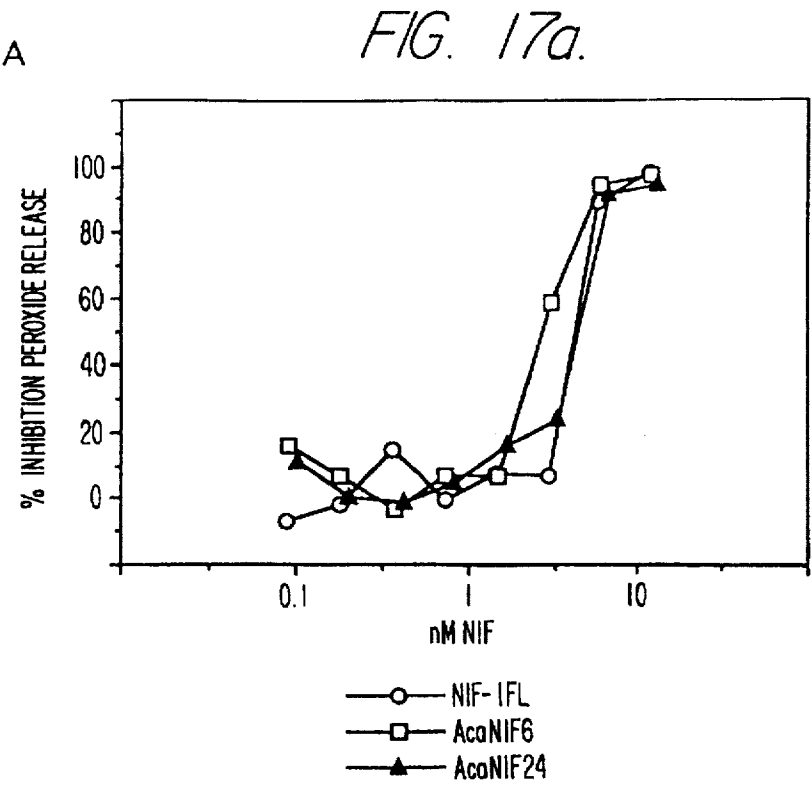 FIG. 17a.
A
% INHIBITION PEROXIDE RELEASE
100
80
60
40
20
0
0.1 1 10
nM NIF
NIF-1FL
AcaNIF6
AcaNIF24